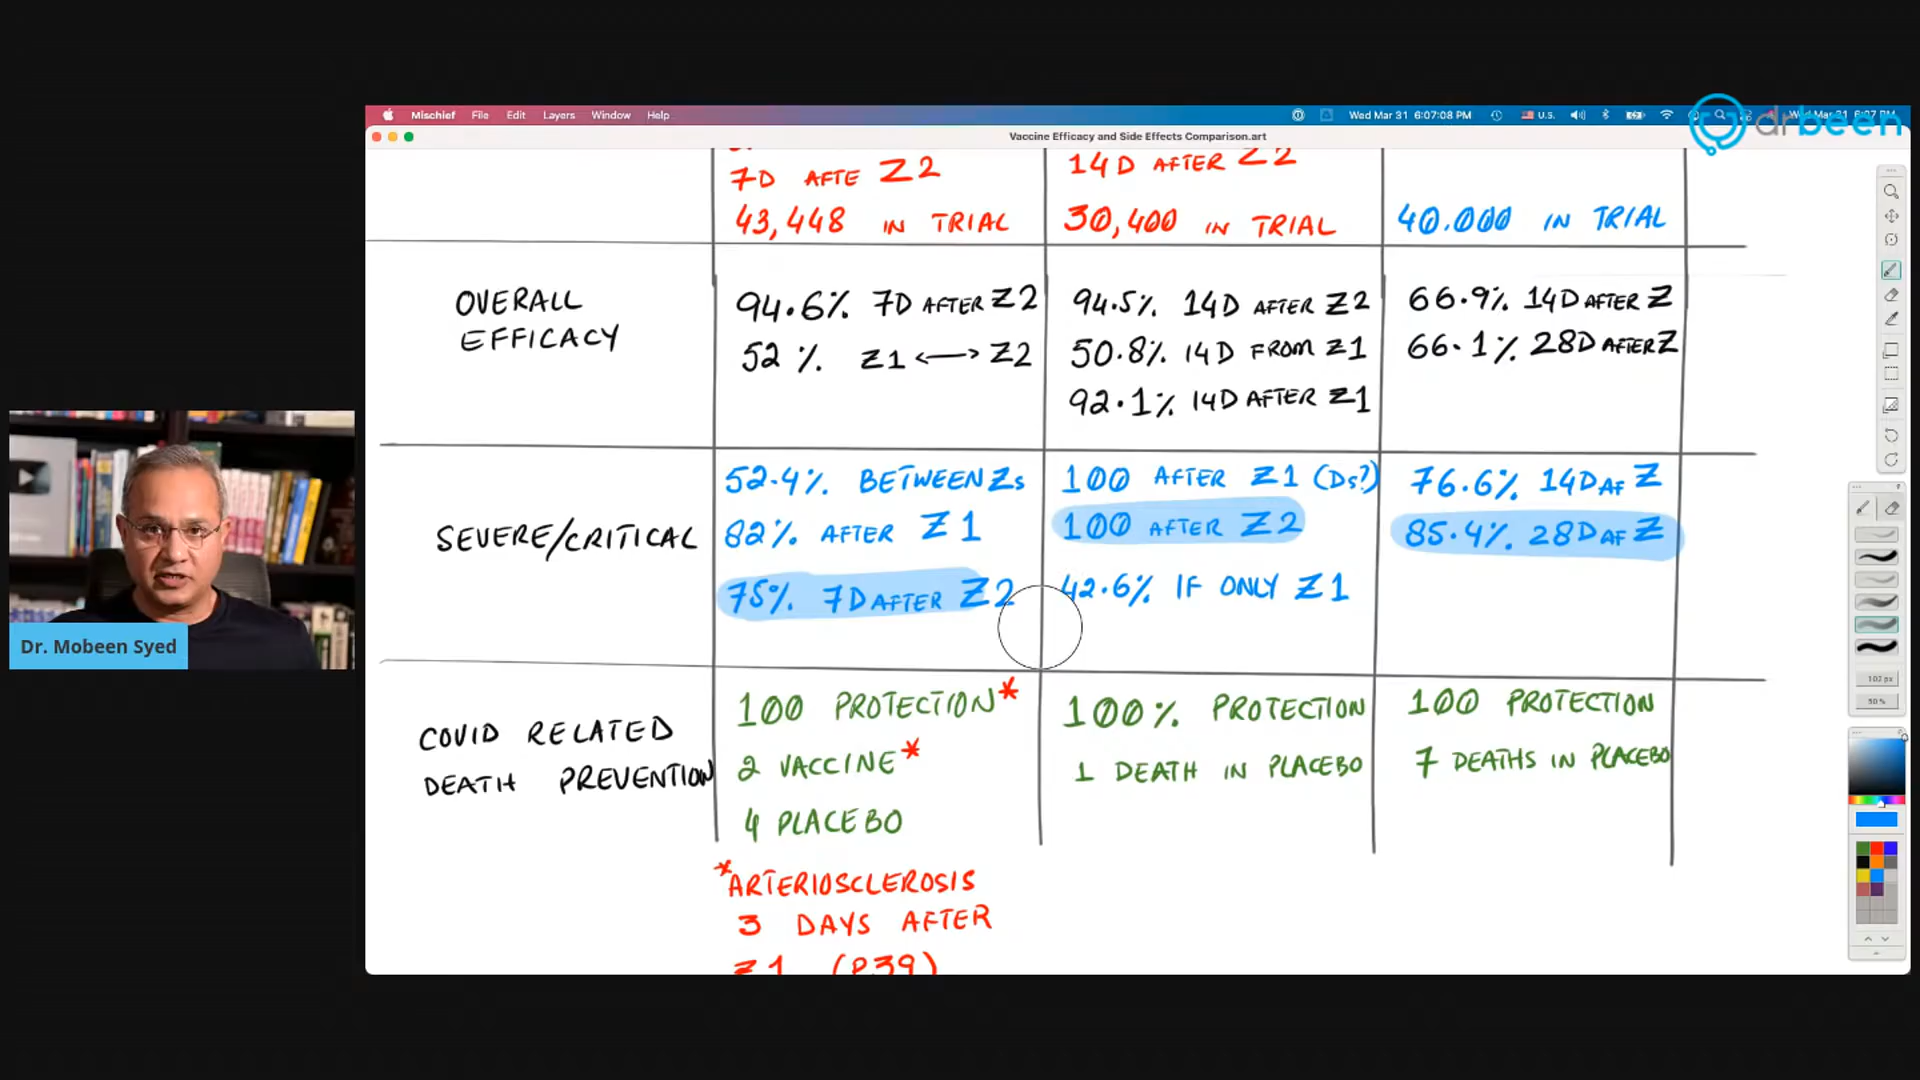 Mischief File Edit Layers Window Help
Wed Mar 31 6:07:08 PM
U.S.
drbeen
Vaccine Efficacy and Side Effects Comparison.art
7D AFTE Z2
14D AFTER Z2
43,448 IN TRIAL
30,400 IN TRIAL
40.000 IN TRIAL
OVERALL EFFICACY
94.6% 7D AFTER Z2
52 % Z1 <-> Z2
94.5% 14D AFTER Z2
50.8% 14D FROM Z1
92.1% 14D AFTER Z1
66.9% 14D AFTER Z
66.1% 28D AFTER Z
SEVERE/CRITICAL
52.4% BETWEEN Zs
82% AFTER Z1
75% 7D AFTER Z2
100 AFTER Z1 (Ds?)
100 AFTER Z2
42.6% IF ONLY Z1
76.6% 14D AF Z
85.4% 28D AF Z
COVID RELATED
DEATH PREVENTION
100 PROTECTION*
2 VACCINE*
4 PLACEBO
100% PROTECTION
1 DEATH IN PLACEBO
100 PROTECTION
7 DEATHS IN PLACEBO
*ARTERIOSCLEROSIS
3 DAYS AFTER
Z1 (P39)
Dr. Mobeen Syed
102 px
50 %